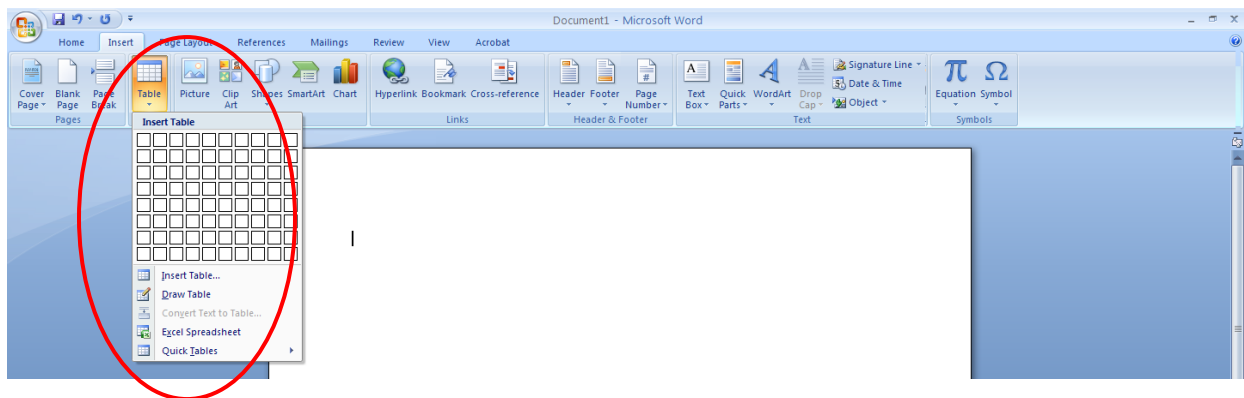 Document1 - Microsoft Word
Home Insert Page Layout References Mailings Review View Acrobat
Cover Page Blank Page Page Break Table Picture Clip Art Shapes SmartArt Chart Hyperlink Bookmark Cross-reference Header Footer Page Number Text Box Quick Parts WordArt Drop Cap Signature Line Date & Time Object Equation Symbol
Pages Links Header & Footer Text Symbols
Insert Table
Insert Table...
Draw Table
Convert Text to Table...
Excel Spreadsheet
Quick Tables